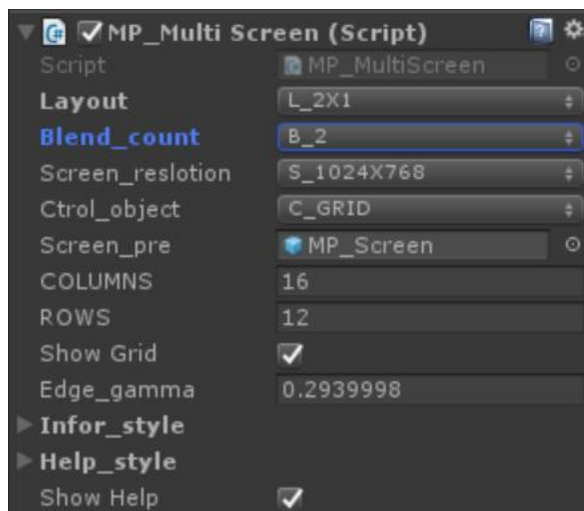 MP_Multi Screen (Script)
Script MP_MultiScreen
Layout L_2X1
Blend_count B_2
Screen_reslotion S_1024X768
Ctrol_object C_GRID
Screen_pre MP_Screen
COLUMNS 16
ROWS 12
Show Grid
Edge_gamma 0.2939998
Infor_style
Help_style
Show Help